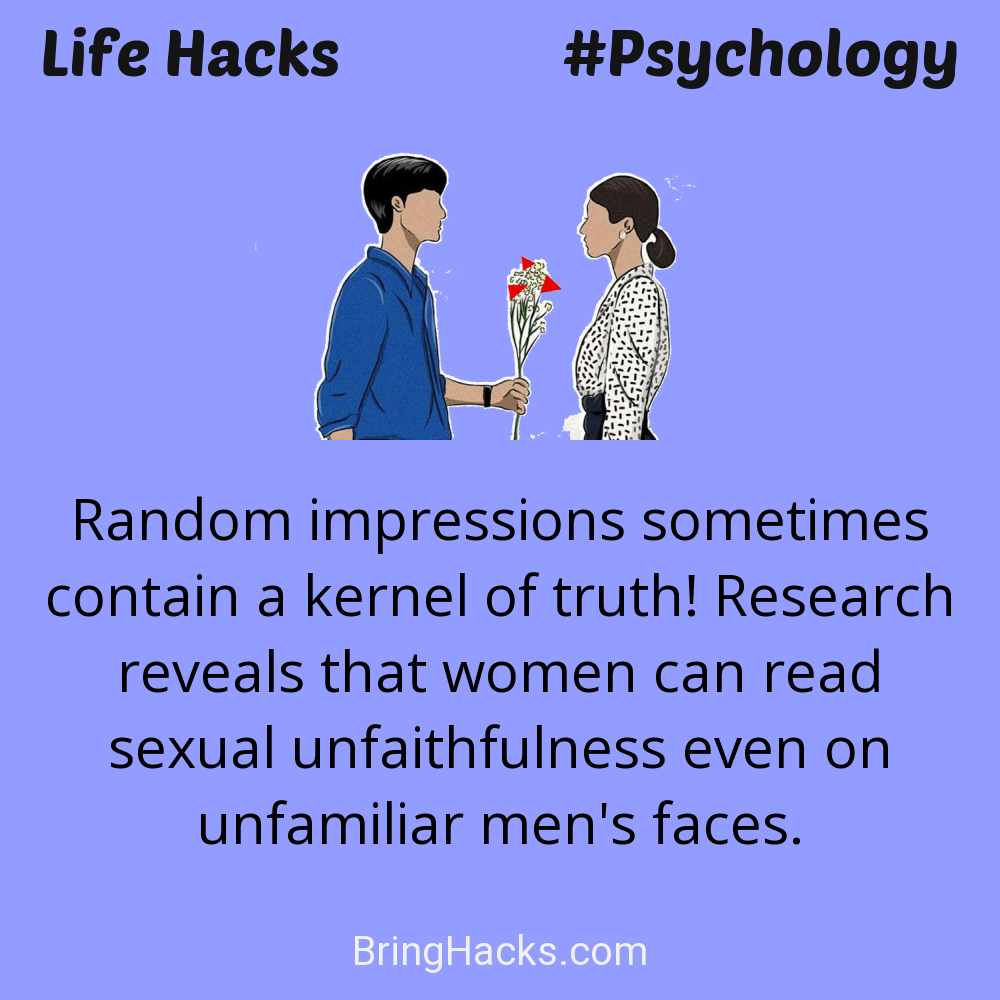 Life Hacks #Psychology
Random impressions sometimes
contain a kernel of truth! Research
reveals that women can read
sexual unfaithfulness even on
unfamiliar men's faces.
BringHacks.com